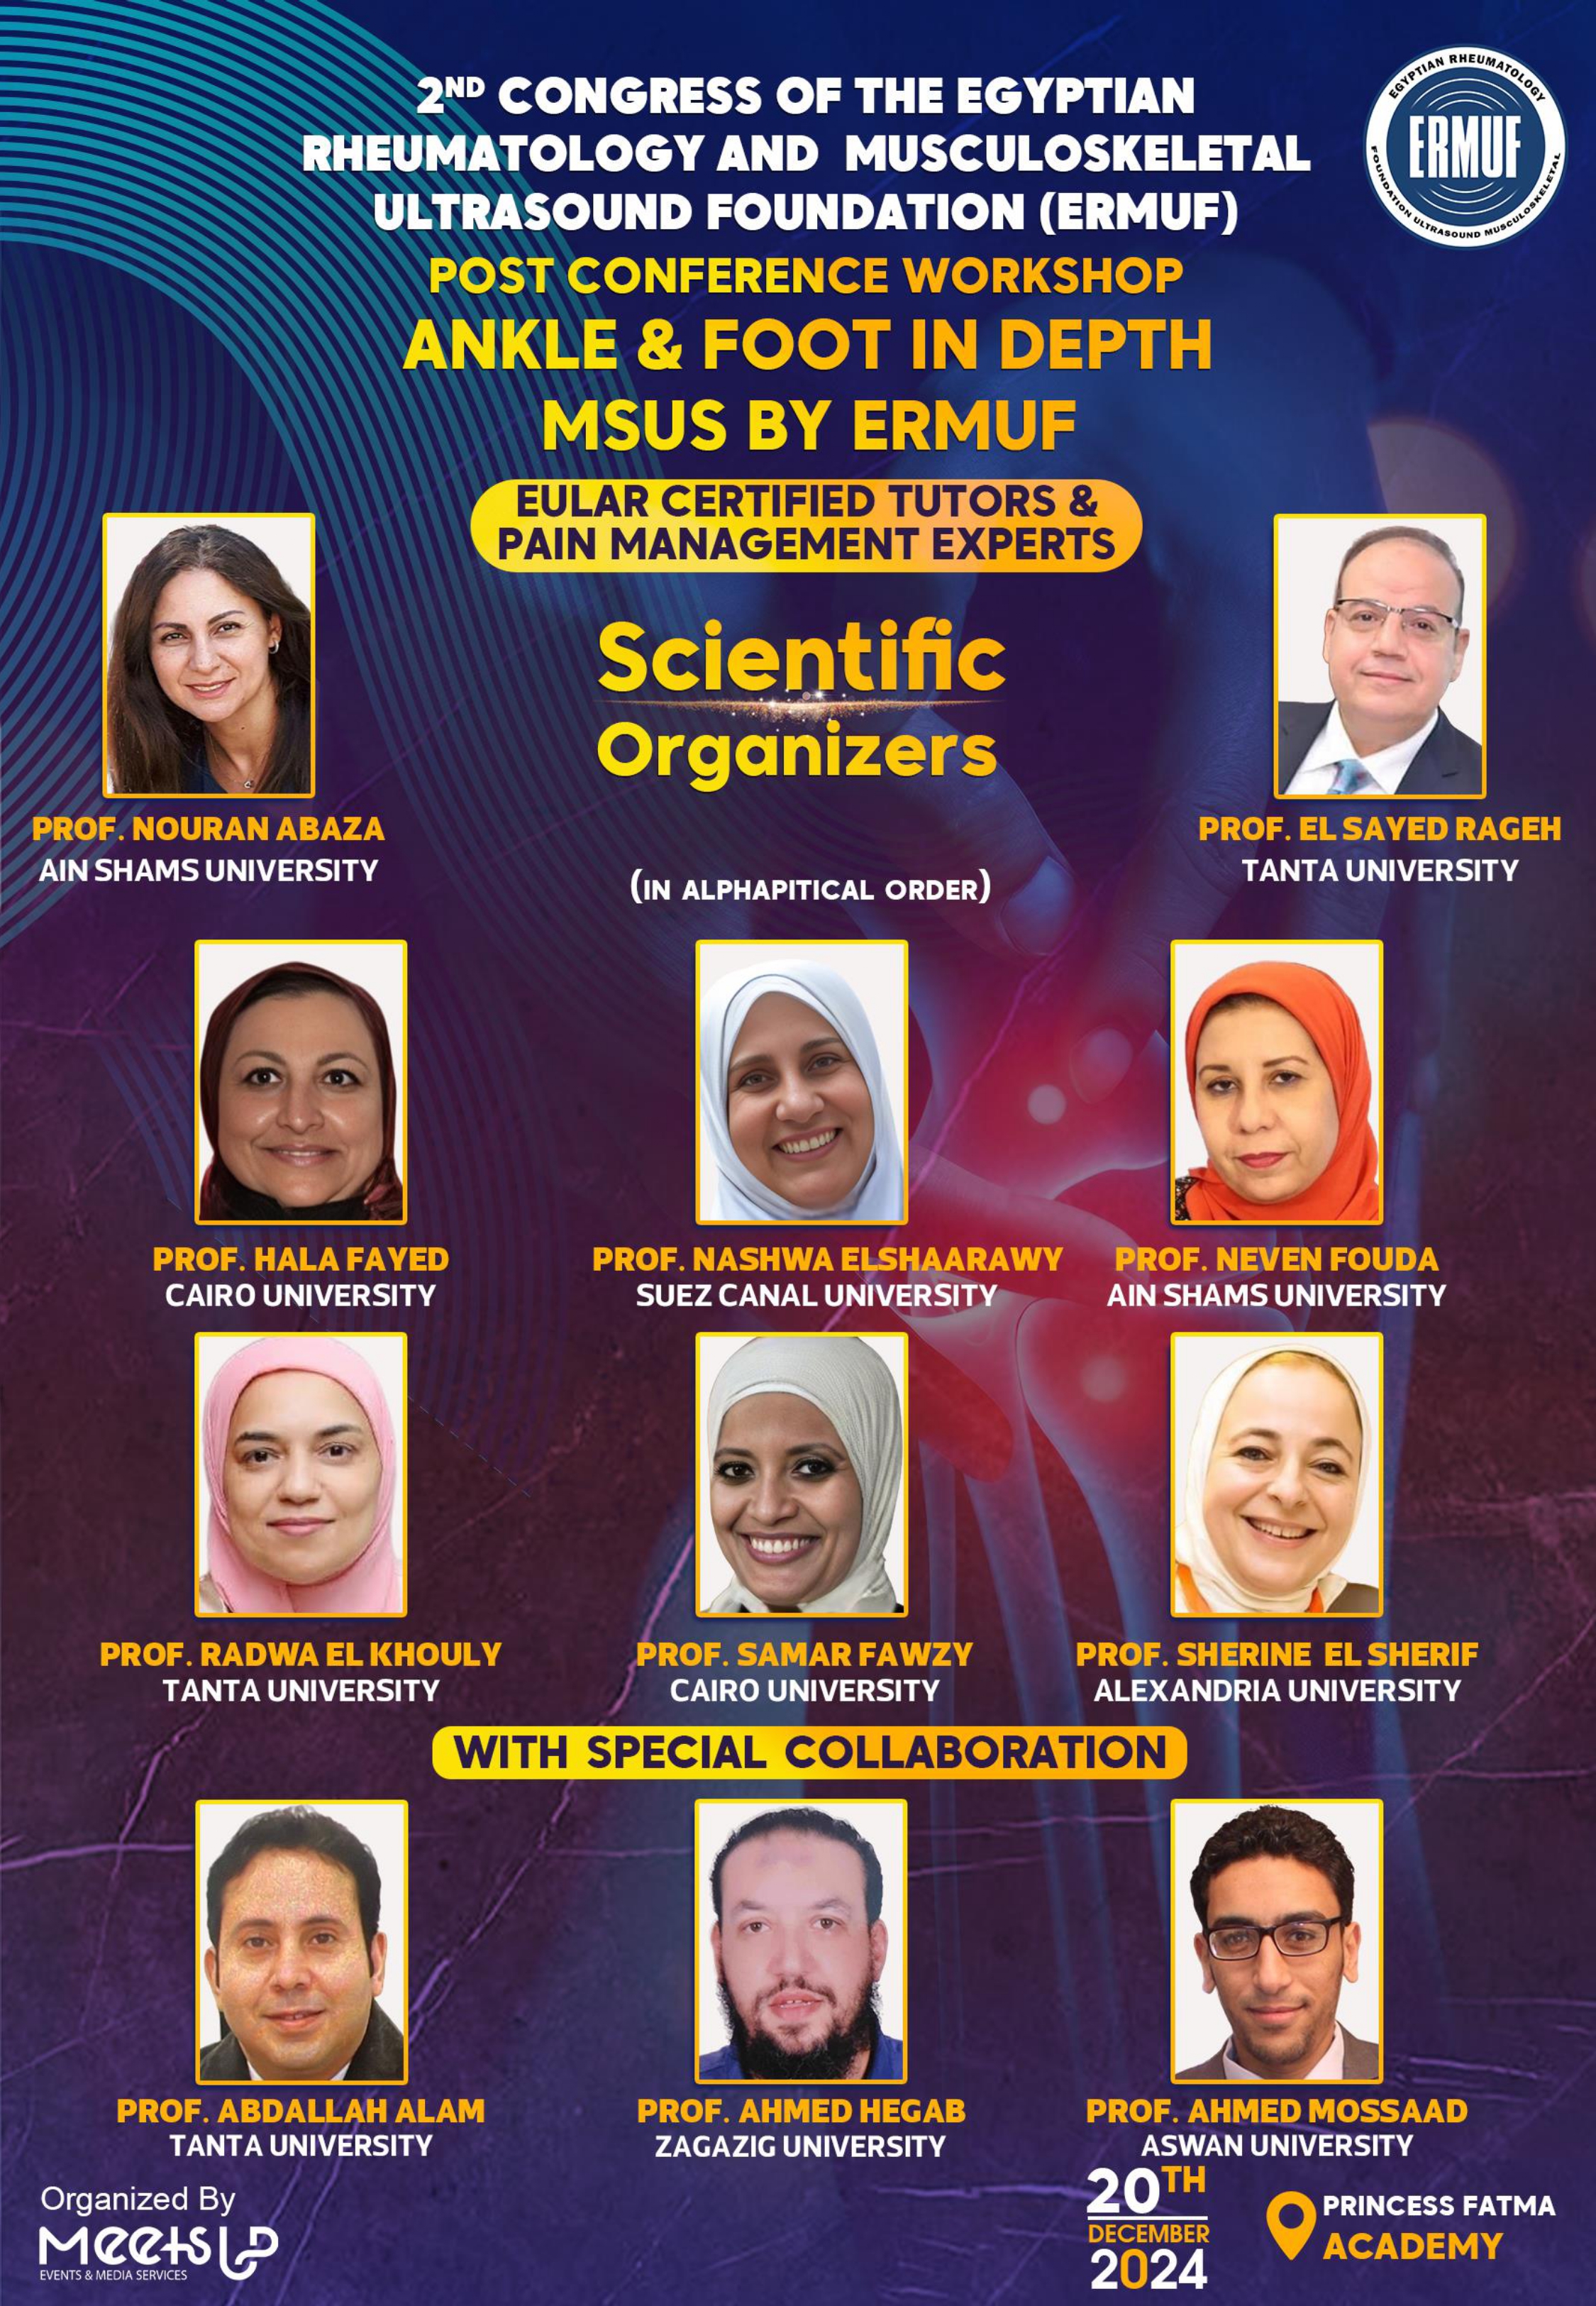 2ND CONGRESS OF THE EGYPTIAN
RHEUMATOLOGY AND MUSCULOSKELETAL
ULTRASOUND FOUNDATION (ERMUF)
EGYPTIAN RHEUMATOLOGY
ERMUF
FOUNDATION ULTRASOUND MUSCULOSKELETAL
POST CONFERENCE WORKSHOP
ANKLE & FOOT IN DEPTH
MSUS BY ERMUF
EULAR CERTIFIED TUTORS &
PAIN MANAGEMENT EXPERTS
Scientific
Organizers
PROF. NOURAN ABAZA
AIN SHAMS UNIVERSITY
PROF. EL SAYED RAGEH
TANTA UNIVERSITY
(IN ALPHAPITICAL ORDER)
PROF. HALA FAYED
CAIRO UNIVERSITY
PROF. NASHWA ELSHAARAWY
SUEZ CANAL UNIVERSITY
PROF. NEVEN FOUDA
AIN SHAMS UNIVERSITY
PROF. RADWA EL KHOULY
TANTA UNIVERSITY
PROF. SAMAR FAWZY
CAIRO UNIVERSITY
PROF. SHERINE EL SHERIF
ALEXANDRIA UNIVERSITY
WITH SPECIAL COLLABORATION
PROF. ABDALLAH ALAM
TANTA UNIVERSITY
PROF. AHMED HEGAB
ZAGAZIG UNIVERSITY
PROF. AHMED MOSSAAD
ASWAN UNIVERSITY
Organized By
MeetsUP
EVENTS & MEDIA SERVICES
20TH
DECEMBER
2024
PRINCESS FATMA
ACADEMY